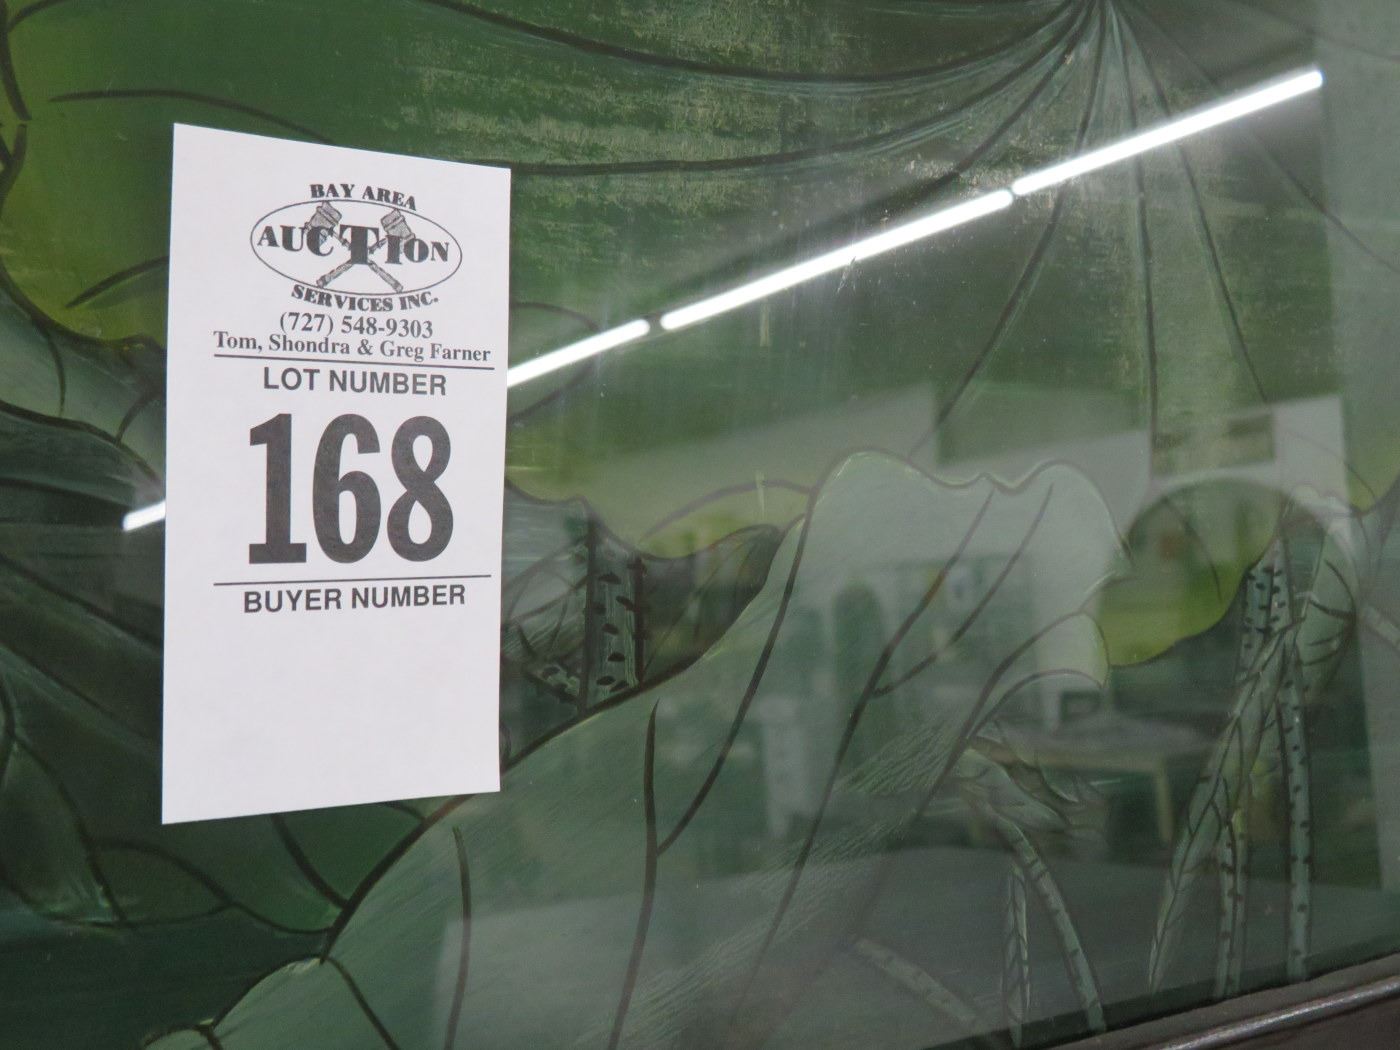 BAY AREA
AUCTION
SERVICES INC.
(727) 548-9303
Tom, Shondra & Greg Farner
LOT NUMBER
168
BUYER NUMBER